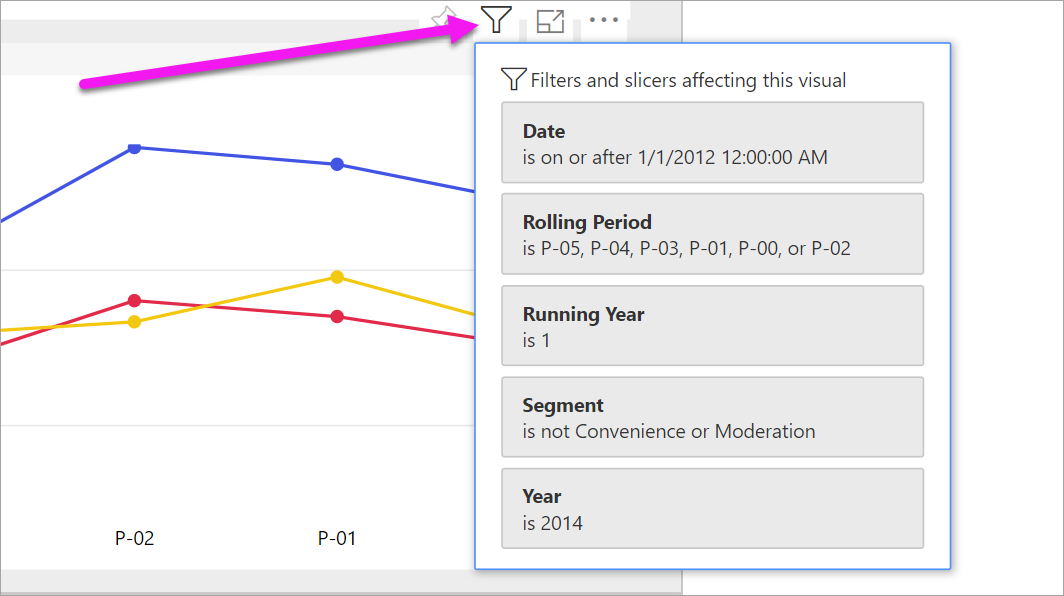 Filters and slicers affecting this visual
Date
is on or after 1/1/2012 12:00:00 AM
Rolling Period
is P-05, P-04, P-03, P-01, P-00, or P-02
Running Year
is 1
Segment
is not Convenience or Moderation
Year
is 2014
P-02
P-01